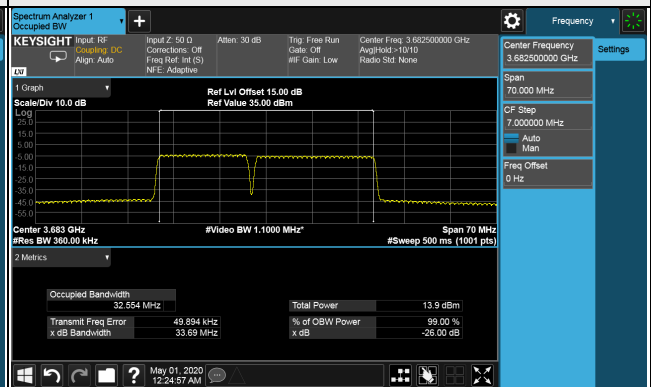 Spectrum Analyzer 1
Occupied BW
Frequency
KEYSIGHT
Input: RF
Coupling: DC
Align: Auto
Input Z: 50 Ω
Corrections: Off
Freq Ref: Int (S)
NFE: Adaptive
Atten: 30 dB
Trig: Free Run
Gate: Off
#IF Gain: Low
Center Freq: 3.682500000 GHz
Avg|Hold:>10/10
Radio Std: None
LXI
Center Frequency
3.682500000 GHz
Settings
Span
70.000 MHz
CF Step
7.000000 MHz
Auto
Man
Freq Offset
0 Hz
1 Graph
Scale/Div 10.0 dB
Ref Lvl Offset 15.00 dB
Ref Value 35.00 dBm
Log
25.0
15.0
5.00
-5.00
-15.0
-25.0
-35.0
-45.0
-55.0
Center 3.683 GHz
#Video BW 1.1000 MHz*
Span 70 MHz
#Res BW 360.00 kHz
#Sweep 500 ms (1001 pts)
2 Metrics
Occupied Bandwidth
32.554 MHz
Total Power 13.9 dBm
Transmit Freq Error 49.894 kHz
% of OBW Power 99.00 %
x dB Bandwidth 33.69 MHz
x dB -26.00 dB
May 01, 2020
12:24:57 AM